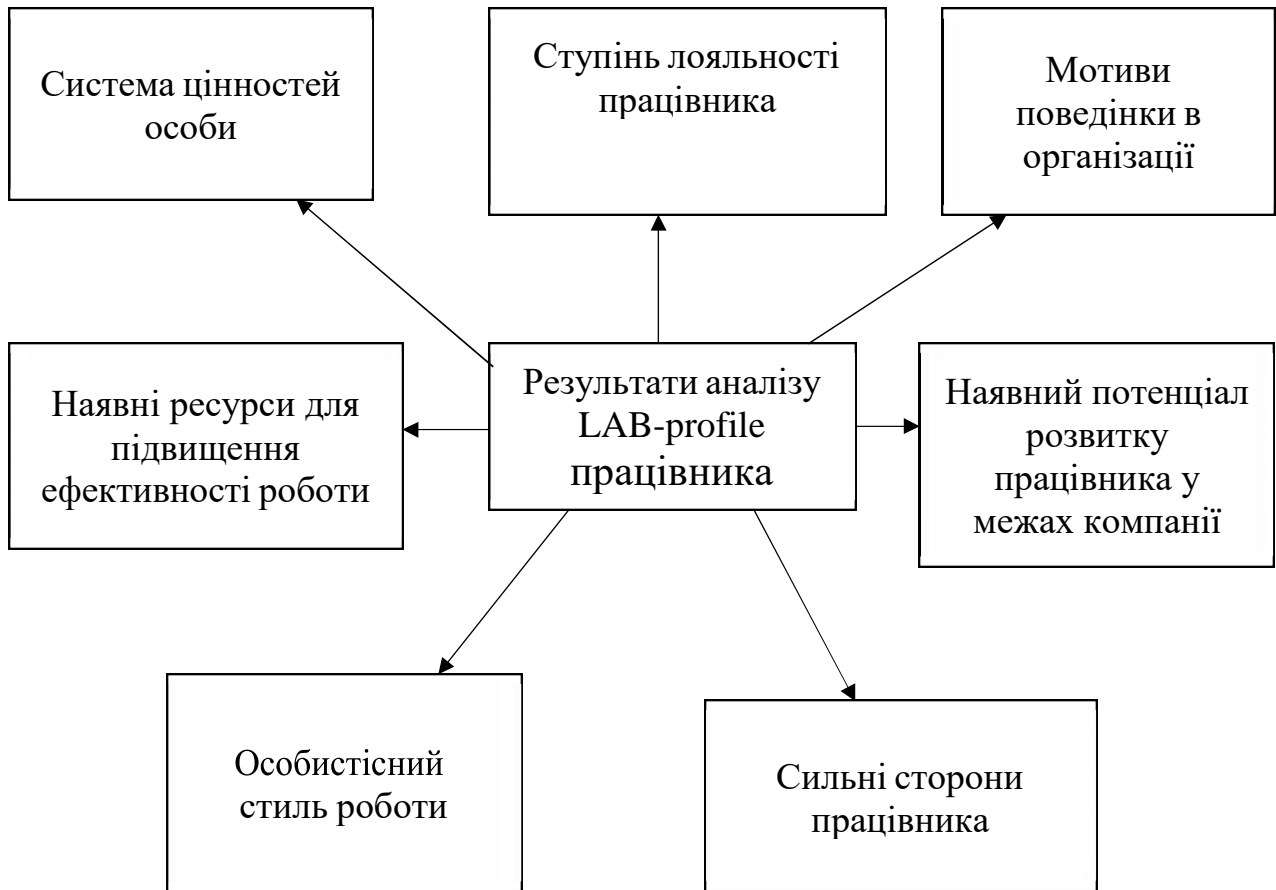 Система цінностей
особи
Ступінь лояльності
працівника
Мотиви
поведінки в
організації
Наявні ресурси для
підвищення
ефективності роботи
Результати аналізу
LAB-profile
працівника
Наявний потенціал
розвитку
працівника у
межах компанії
Особистісний
стиль роботи
Сильні сторони
працівника